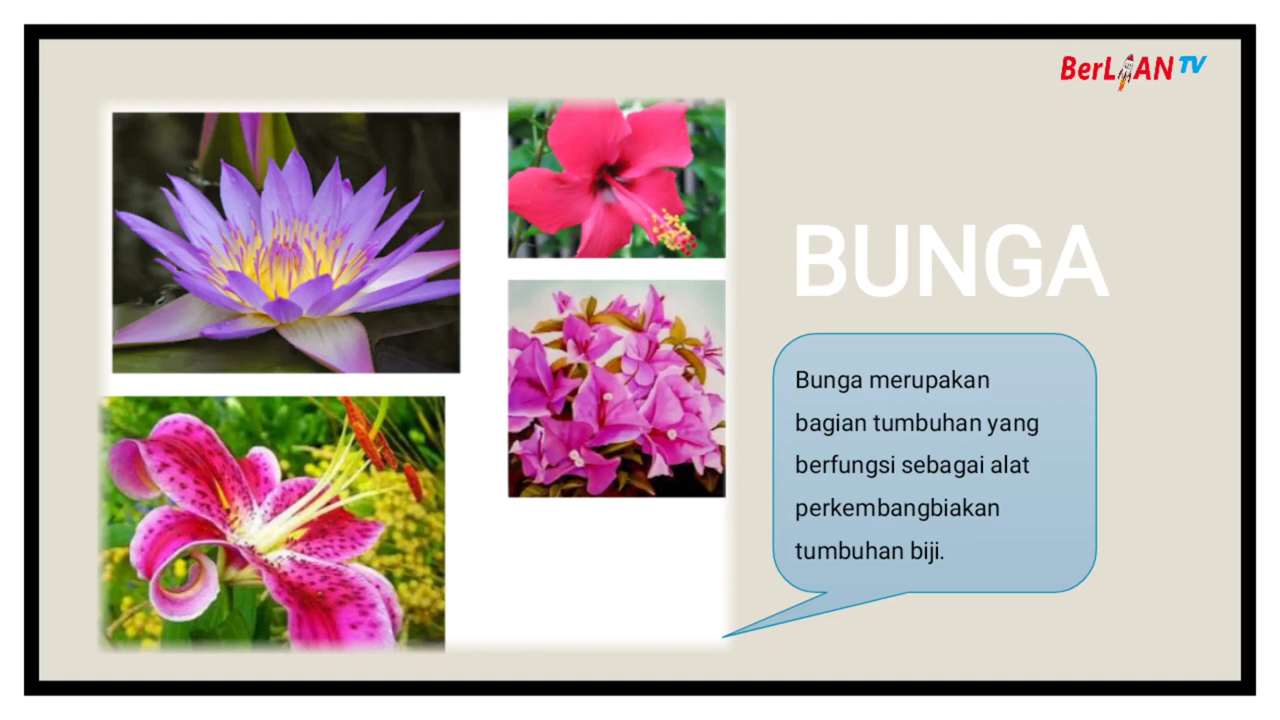 BerLIAN TV
BUNGA
Bunga merupakan
bagian tumbuhan yang
berfungsi sebagai alat
perkembangbiakan
tumbuhan biji.